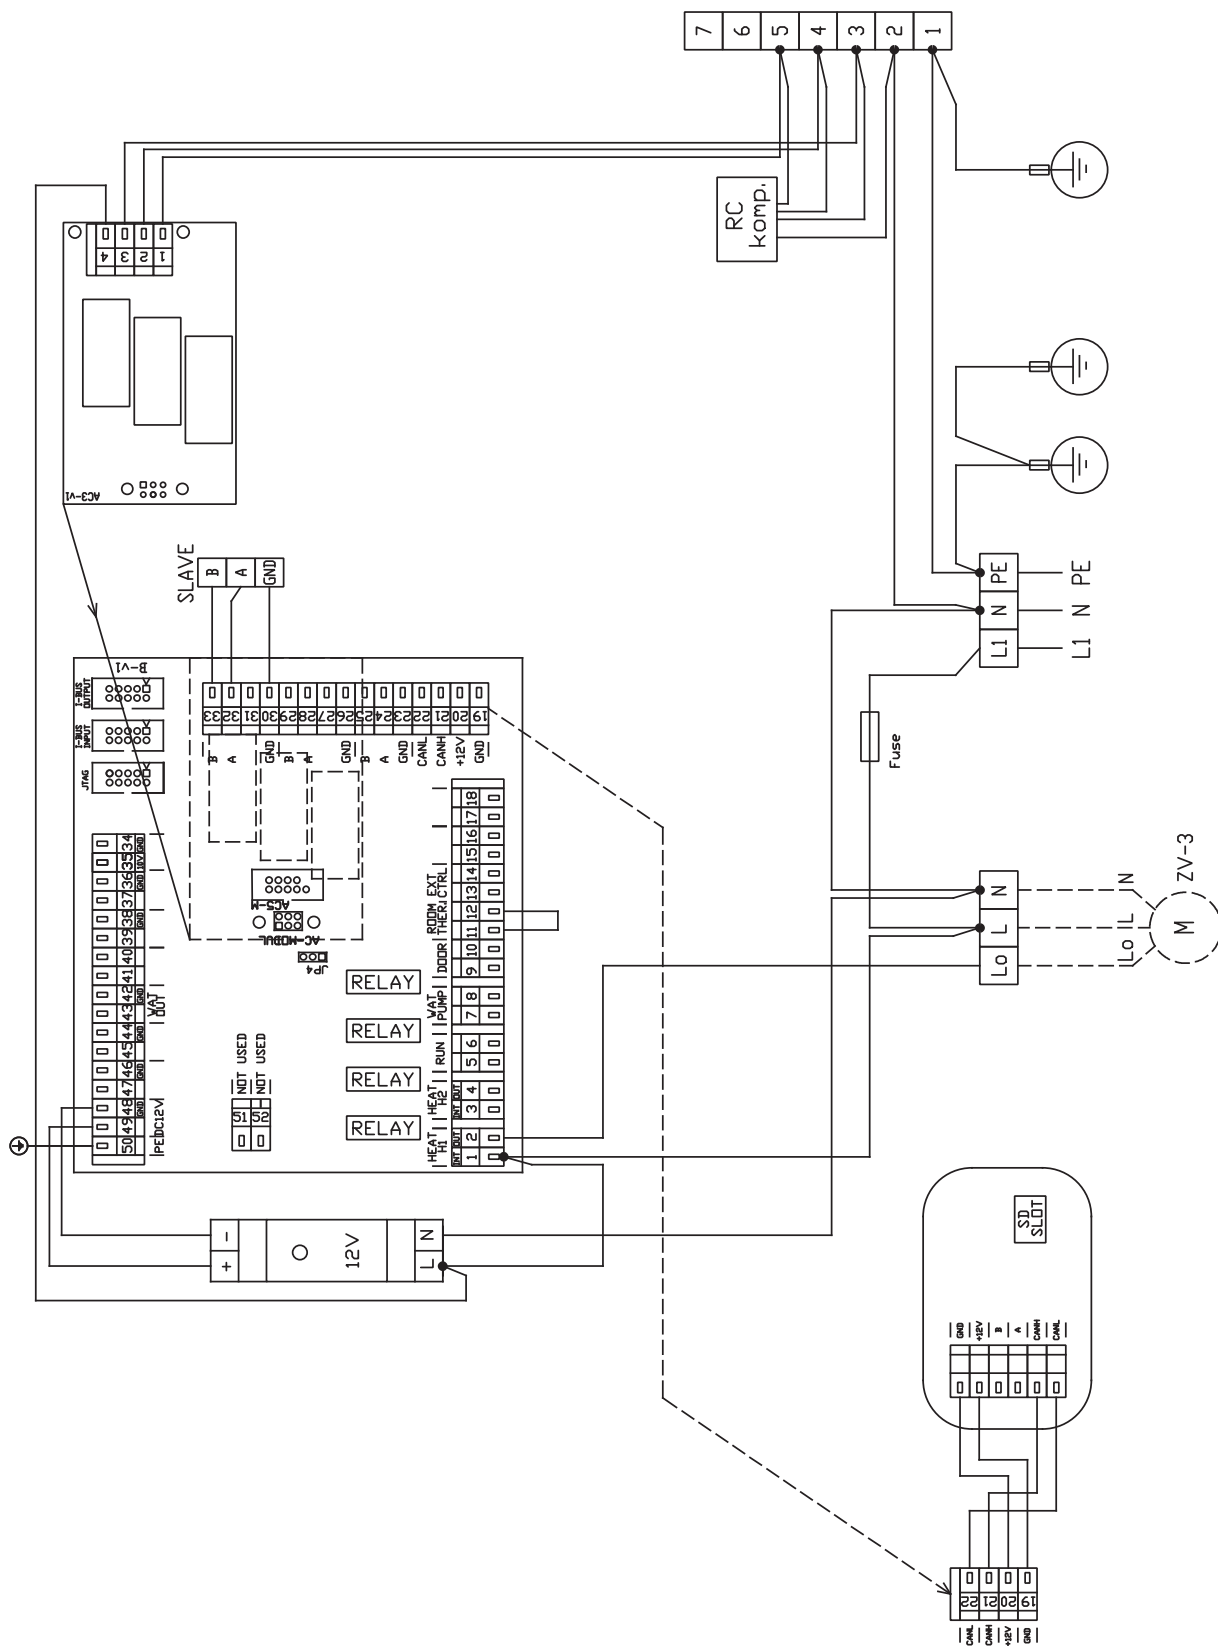 7
6
5
4
3
2
1
RC
komp.
4
3
2
1
AC3-v1
SLAVE
B
A
GND
B-v1
I-BUS
OUTPUT
I-BUS
INPUT
JTAG
33
32
31
30
29
28
27
26
25
24
23
22
21
20
19
B
A
GND
B
A
GND
B
A
GND
CANL
CANH
+12V
GND
34
35
36
37
38
39
40
41
42
43
44
45
46
47
48
49
50
GND
10V
GND
GND
GND
GND
GND
GND
WAT
OUT
DC12V
PE
AC5-M
AC-MODUL
JP4
NOT USED
NOT USED
51
52
RELAY
RELAY
RELAY
RELAY
18
17
16
15
14
13
12
11
10
9
8
7
6
5
4
3
2
1
EXT
CTRL
ROOM
THER.
DOOR
WAT
PUMP
RUN
HEAT
H2
HEAT
H1
INT
OUT
INT
OUT
+
-
12V
L
N
PE
N
L1
PE
N
L1
Fuse
N
L
Lo
N
L
Lo
M
ZV-3
SD
SLOT
GND
+12V
B
A
CANH
CANL
22
21
20
19
CANL
CANH
+12V
GND